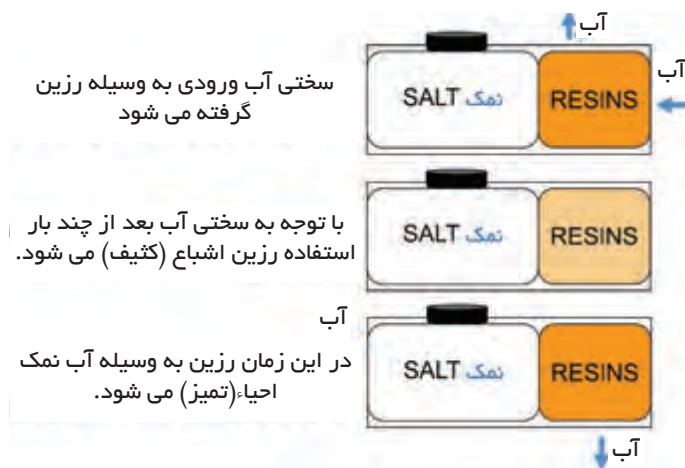 آب
آب
سختی آب ورودی به وسیله رزین
گرفته می شود
SALT نمک
RESINS
با توجه به سختی آب بعد از چند بار
استفاده رزین اشباع (کثیف) می شود.
SALT نمک
RESINS
آب
در این زمان رزین به وسیله آب نمک
احیاء(تمیز) می شود.
SALT نمک
RESINS
آب